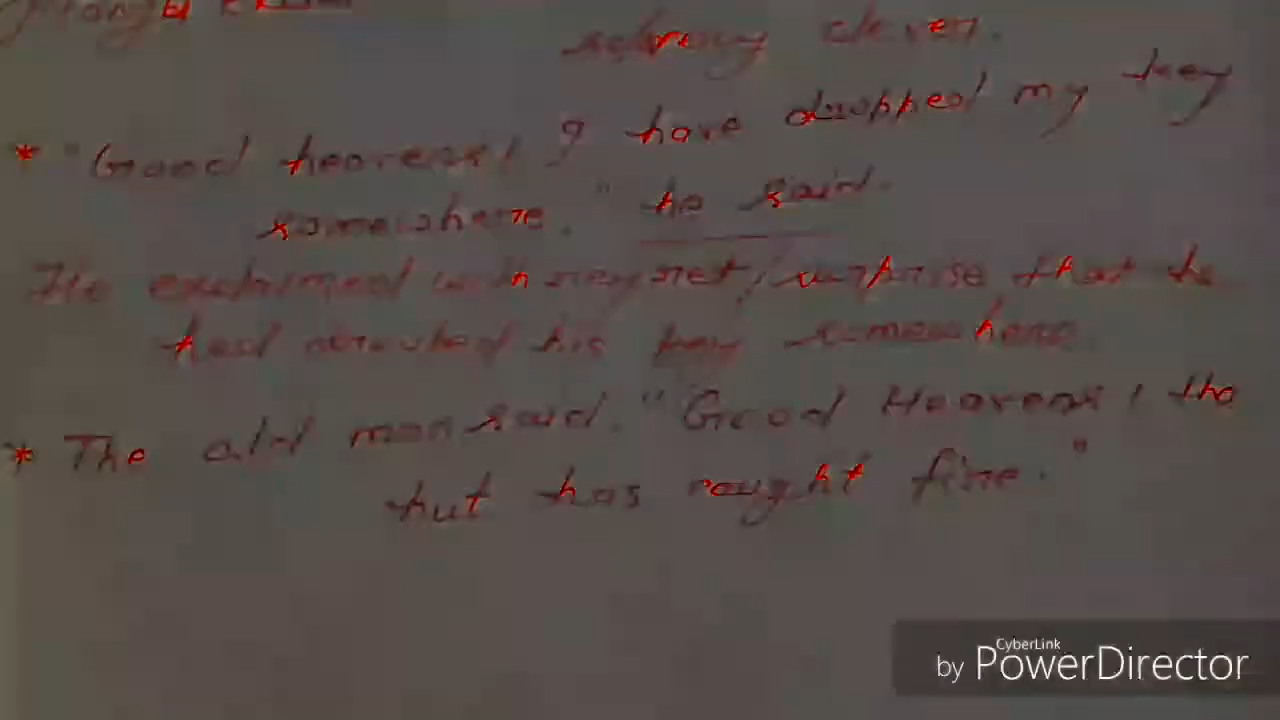 clever.
* "Good heavens! I have dropped my key
somewhere." he said.
He exclaimed with regret/surprise that he
had his key somewhere.
* The old man said. "Good Heavens! the
hut has caught fire."
CyberLink
by PowerDirector